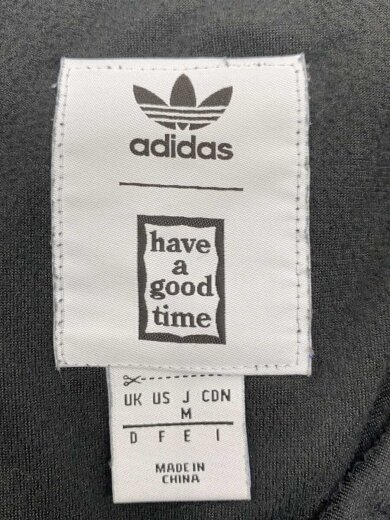 adidas
have
a
good
time
UK US J CDN
M
D F E I
MADE IN
CHINA